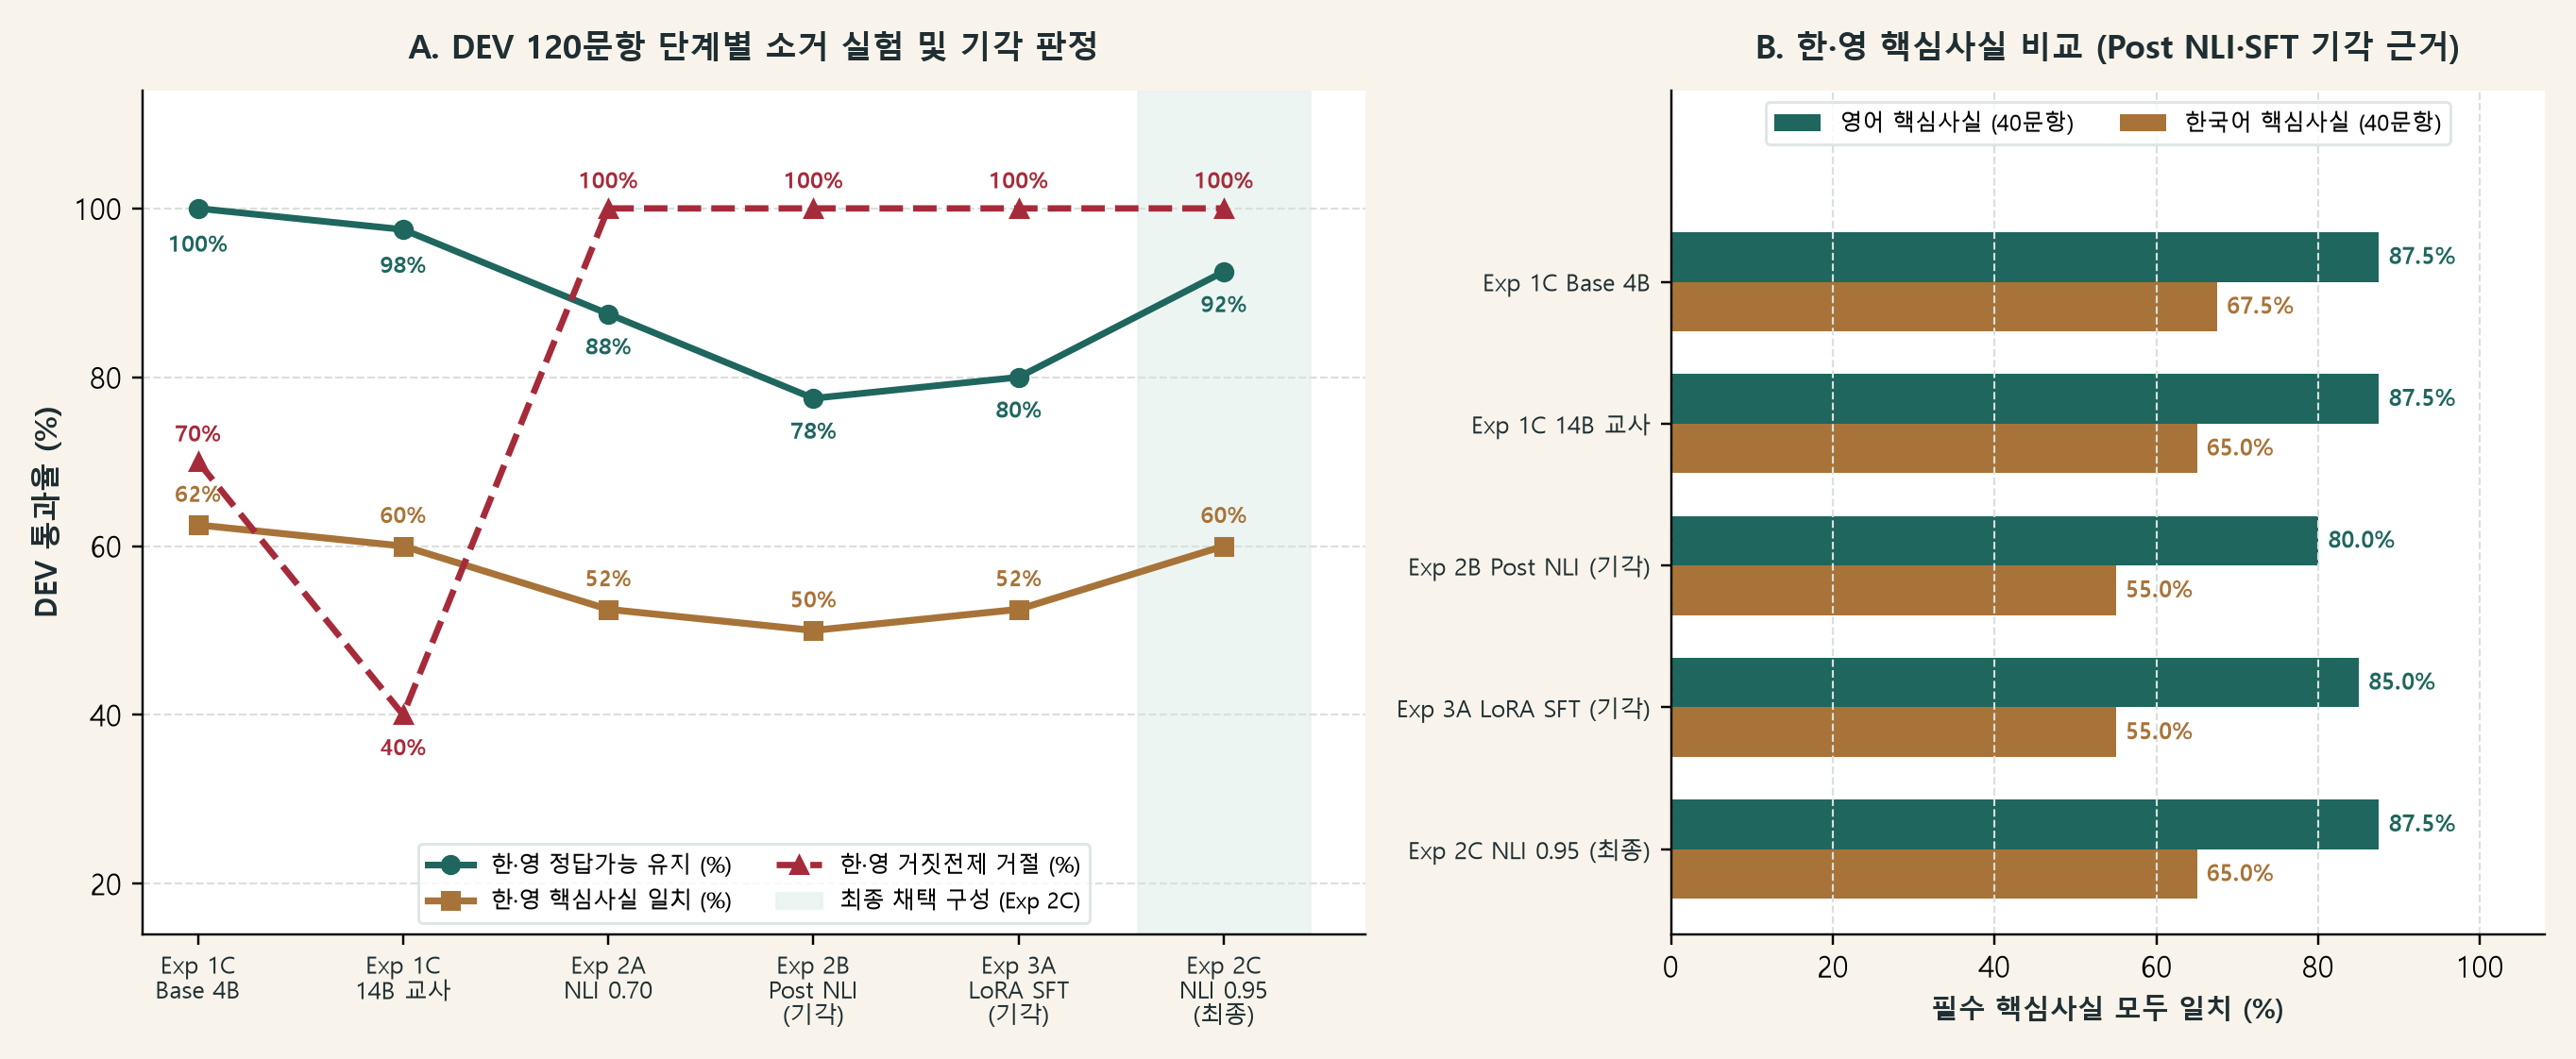 A. DEV 120문항 단계별 소거 실험 및 기각 판정
DEV 통과율 (%)
100
80
60
40
20
100%
98%
88%
78%
80%
92%
70%
40%
100%
100%
100%
100%
62%
60%
52%
50%
52%
60%
한·영 정답가능 유지 (%)
한·영 핵심사실 일치 (%)
한·영 거짓전제 거절 (%)
최종 채택 구성 (Exp 2C)
Exp 1C
Base 4B
Exp 1C
14B 교사
Exp 2A
NLI 0.70
Exp 2B
Post NLI
(기각)
Exp 3A
LoRA SFT
(기각)
Exp 2C
NLI 0.95
(최종)
B. 한·영 핵심사실 비교 (Post NLI·SFT 기각 근거)
영어 핵심사실 (40문항)
한국어 핵심사실 (40문항)
Exp 1C Base 4B
87.5%
67.5%
Exp 1C 14B 교사
87.5%
65.0%
Exp 2B Post NLI (기각)
80.0%
55.0%
Exp 3A LoRA SFT (기각)
85.0%
55.0%
Exp 2C NLI 0.95 (최종)
87.5%
65.0%
0
20
40
60
80
100
필수 핵심사실 모두 일치 (%)